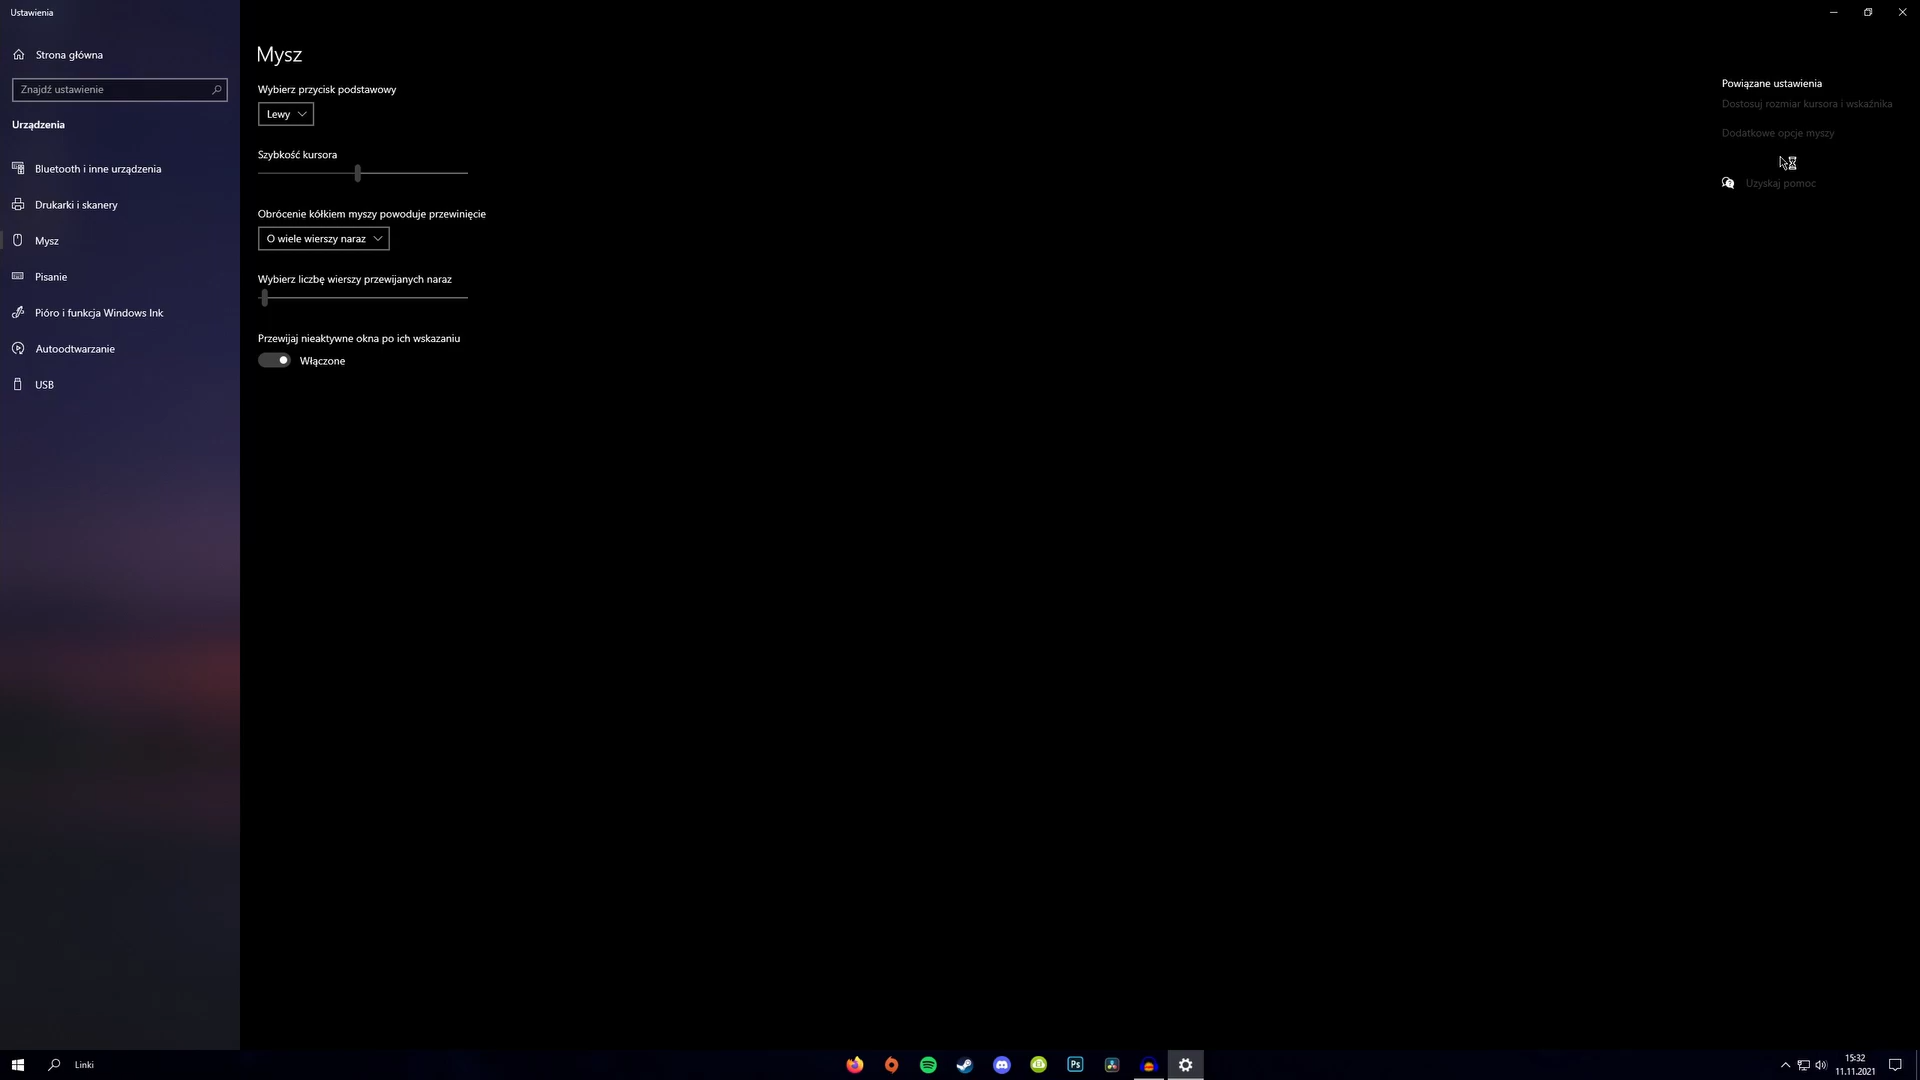 Ustawienia
Strona główna
Znajdź ustawienie
Urządzenia
Bluetooth i inne urządzenia
Drukarki i skanery
Mysz
Pisanie
Pióro i funkcja Windows Ink
Autoodtwarzanie
USB
Mysz
Wybierz przycisk podstawowy
Lewy
Szybkość kursora
Obrócenie kółkiem myszy powoduje przewinięcie
O wiele wierszy naraz
Wybierz liczbę wierszy przewijanych naraz
Przewijaj nieaktywne okna po ich wskazaniu
Włączone
Powiązane ustawienia
Dostosuj rozmiar kursora i wskaźnika
Dodatkowe opcje myszy
Uzyskaj pomoc
Linki
Ps
15:32
11.11.2021